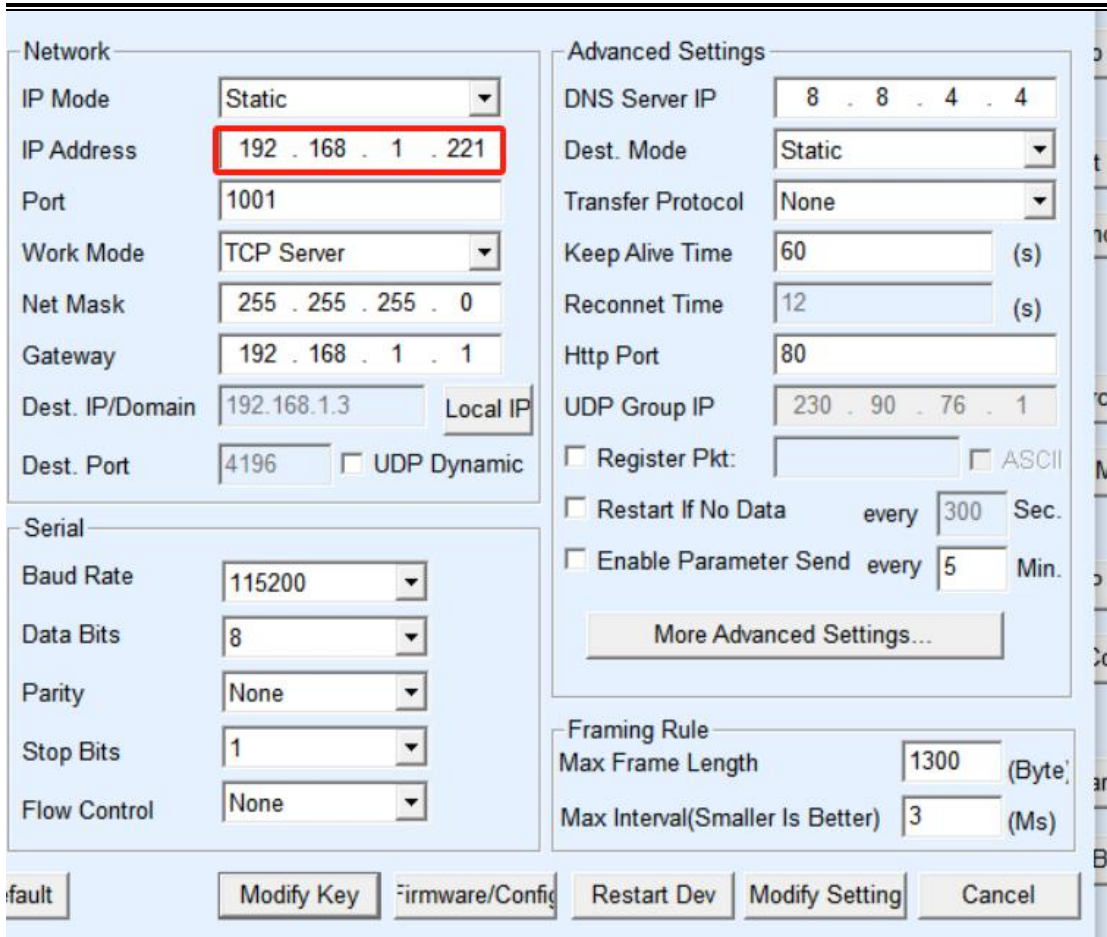 Network
IP Mode Static
IP Address 192 . 168 . 1 . 221
Port 1001
Work Mode TCP Server
Net Mask 255 . 255 . 255 . 0
Gateway 192 . 168 . 1 . 1
Dest. IP/Domain 192.168.1.3 Local IP
Dest. Port 4196 UDP Dynamic
Serial
Baud Rate 115200
Data Bits 8
Parity None
Stop Bits 1
Flow Control None
Advanced Settings
DNS Server IP 8 . 8 . 4 . 4
Dest. Mode Static
Transfer Protocol None
Keep Alive Time 60 (s)
Reconnet Time 12 (s)
Http Port 80
UDP Group IP 230 . 90 . 76 . 1
Register Pkt: ASCII
Restart If No Data every 300 Sec.
Enable Parameter Send every 5 Min.
More Advanced Settings...
Framing Rule
Max Frame Length 1300 (Byte)
Max Interval(Smaller Is Better) 3 (Ms)
efault Modify Key Firmware/Config Restart Dev Modify Setting Cancel